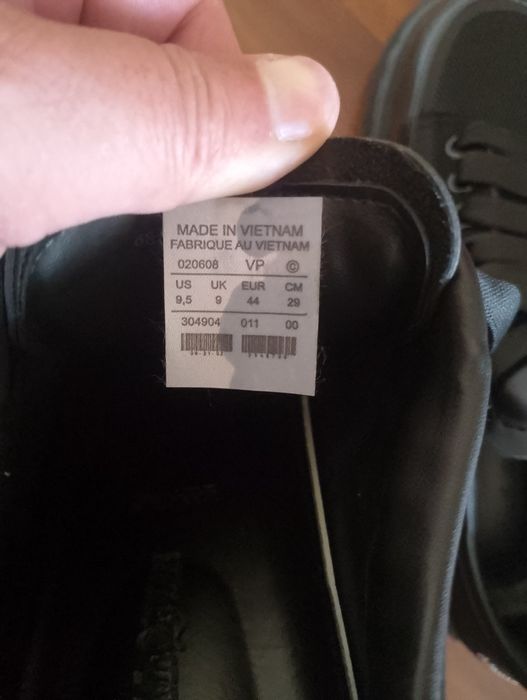 MADE IN VIETNAM
FABRIQUE AU VIETNAM
020608 VP ©
US UK EUR CM
9,5 9 44 29
304904 011 00